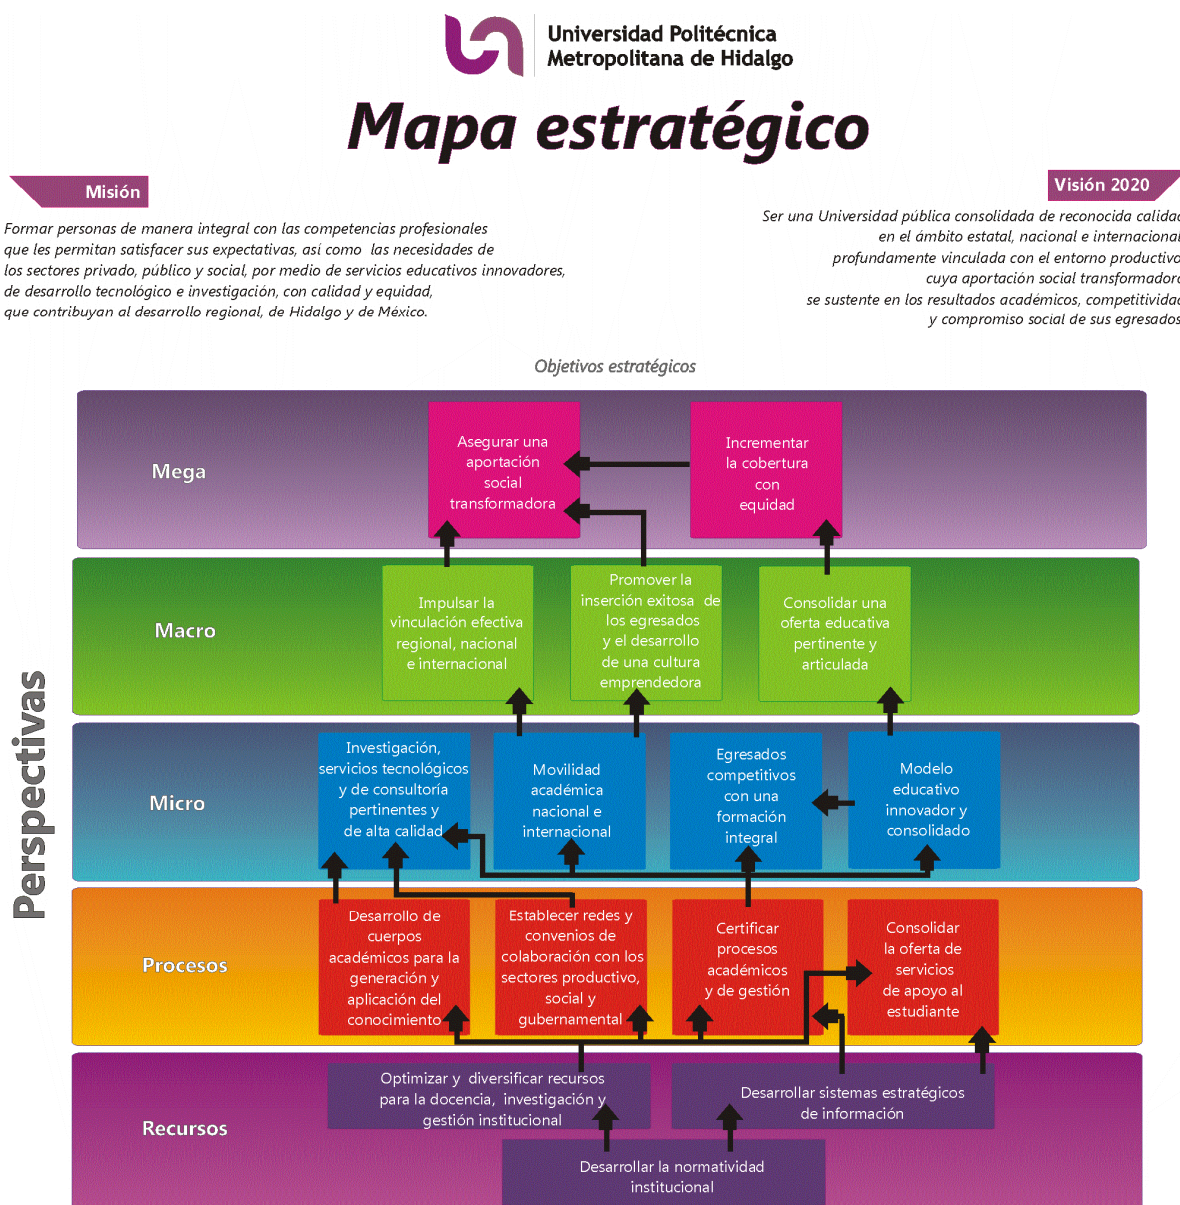 Universidad Politécnica
Metropolitana de Hidalgo
Mapa estratégico
Misión
Formar personas de manera integral con las competencias profesionales
que les permitan satisfacer sus expectativas, así como las necesidades de
los sectores privado, público y social, por medio de servicios educativos innovadores,
de desarrollo tecnológico e investigación, con calidad y equidad,
que contribuyan al desarrollo regional, de Hidalgo y de México.
Visión 2020
Ser una Universidad pública consolidada de reconocida calidad
en el ámbito estatal, nacional e internacional
profundamente vinculada con el entorno productivo
cuya aportación social transformadora
se sustente en los resultados académicos, competitividad
y compromiso social de sus egresados
Objetivos estratégicos
Perspectivas
Mega
Asegurar una
aportación
social
transformadora
Incrementar
la cobertura
con
equidad
Macro
Impulsar la
vinculación efectiva
regional, nacional
e internacional
Promover la
inserción exitosa de
los egresados
y el desarrollo
de una cultura
emprendedora
Consolidar una
oferta educativa
pertinente y
articulada
Micro
Investigación,
servicios tecnológicos
y de consultoría
pertinentes y
de alta calidad
Movilidad
académica
nacional e
internacional
Egresados
competitivos
con una
formación
integral
Modelo
educativo
innovador y
consolidado
Procesos
Desarrollo de
cuerpos
académicos para la
generación y
aplicación del
conocimiento
Establecer redes y
convenios de
colaboración con los
sectores productivo,
social y
gubernamental
Certificar
procesos
académicos
y de gestión
Consolidar
la oferta de
servicios
de apoyo al
estudiante
Recursos
Optimizar y diversificar recursos
para la docencia, investigación y
gestión institucional
Desarrollar sistemas estratégicos
de información
Desarrollar la normatividad
institucional